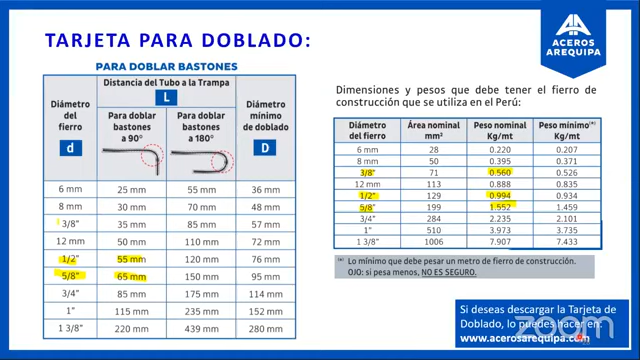 TARJETA PARA DOBLADO:
ACEROS
AREQUIPA
PARA DOBLAR BASTONES
Diámetro del fierro d
Distancia del Tubo a la Trampa
L
Para doblar bastones a 90°
Para doblar bastones a 180°
Diámetro mínimo de doblado D
6 mm 25 mm 55 mm 36 mm
8 mm 30 mm 70 mm 48 mm
3/8" 35 mm 85 mm 57 mm
12 mm 50 mm 110 mm 72 mm
1/2" 55 mm 120 mm 76 mm
5/8" 65 mm 150 mm 95 mm
3/4" 85 mm 175 mm 114 mm
1" 115 mm 235 mm 152 mm
1 3/8" 220 mm 439 mm 280 mm
Dimensiones y pesos que debe tener el fierro de
construcción que se utiliza en el Perú:
Diámetro del fierro
Área nominal mm²
Peso nominal Kg/mt
Peso mínimo(*) Kg/mt
6 mm 28 0.220 0.207
8 mm 50 0.395 0.371
3/8" 71 0.560 0.526
12 mm 113 0.888 0.835
1/2" 129 0.994 0.934
5/8" 199 1.552 1.459
3/4" 284 2.235 2.101
1" 510 3.973 3.735
1 3/8" 1006 7.907 7.433
(*) Lo mínimo que debe pesar un metro de fierro de construcción.
OJO: si pesa menos, NO ES SEGURO.
Si deseas descargar la Tarjeta de
Doblado, lo puedes hacer en:
www.acerosarequipa.com
zoom